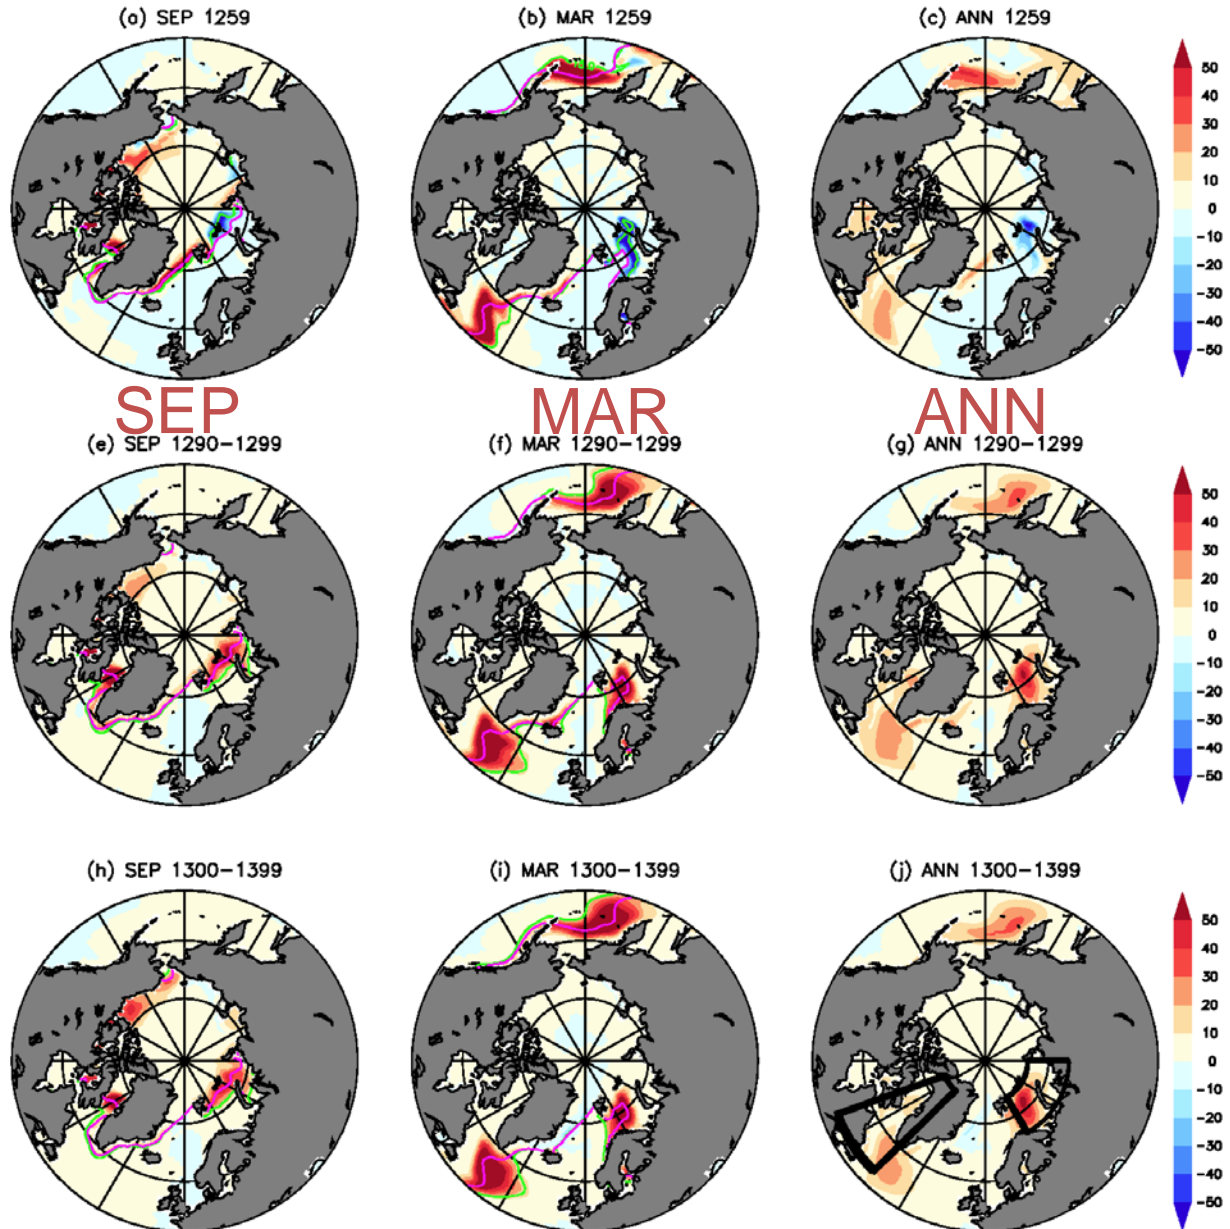 (a) SEP 1259
(b) MAR 1259
(c) ANN 1259
50
40
30
20
10
0
-10
-20
-30
-40
-50
SEP
MAR
ANN
(e) SEP 1290-1299
(f) MAR 1290-1299
(g) ANN 1290-1299
50
40
30
20
10
0
-10
-20
-30
-40
-50
(h) SEP 1300-1399
(i) MAR 1300-1399
(j) ANN 1300-1399
50
40
30
20
10
0
-10
-20
-30
-40
-50